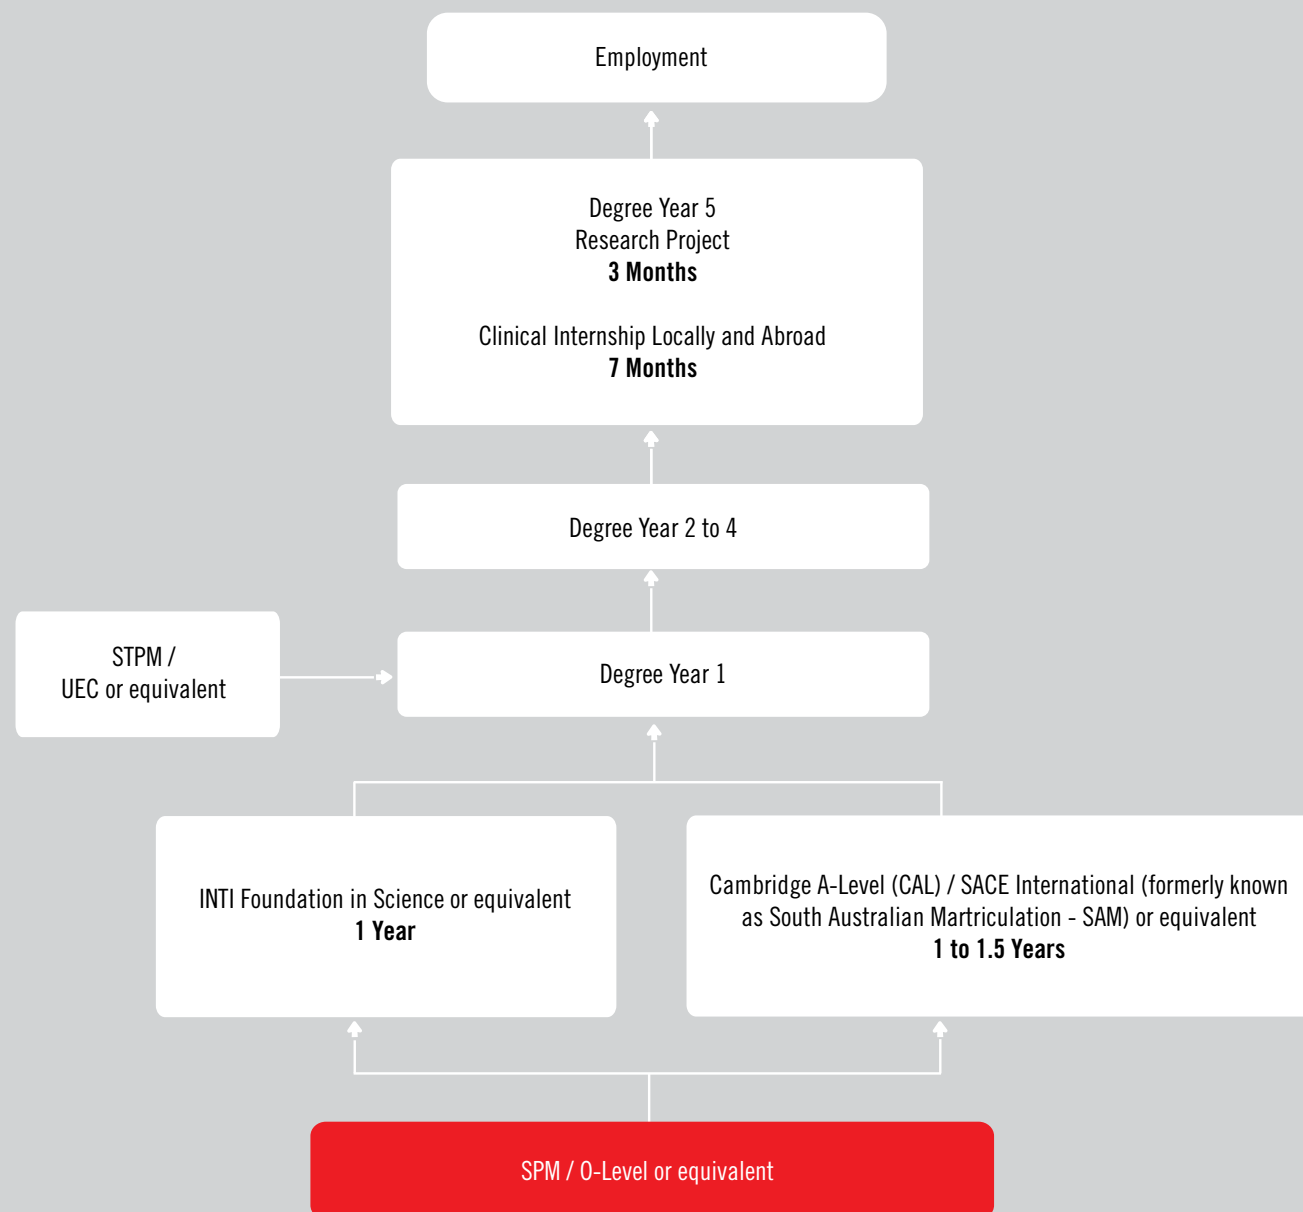 Employment
Degree Year 5
Research Project
3 Months
Clinical Internship Locally and Abroad
7 Months
Degree Year 2 to 4
STPM /
UEC or equivalent
Degree Year 1
INTI Foundation in Science or equivalent
1 Year
Cambridge A-Level (CAL) / SACE International (formerly known
as South Australian Martriculation - SAM) or equivalent
1 to 1.5 Years
SPM / O-Level or equivalent